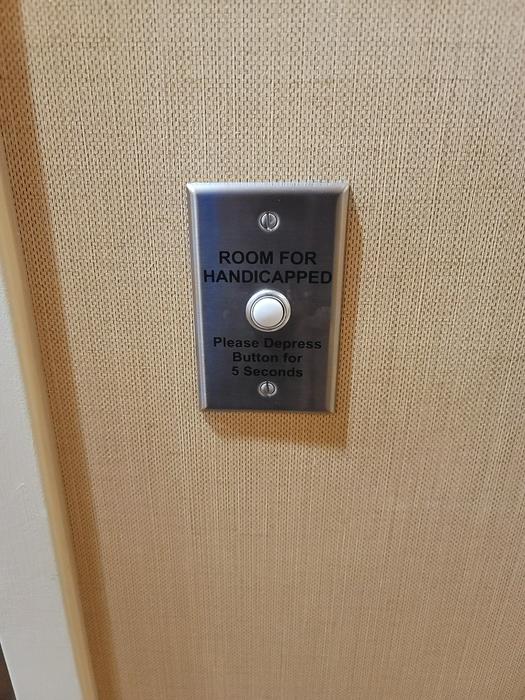 ROOM FOR
HANDICAPPED
Please Depress
Button for
5 Seconds